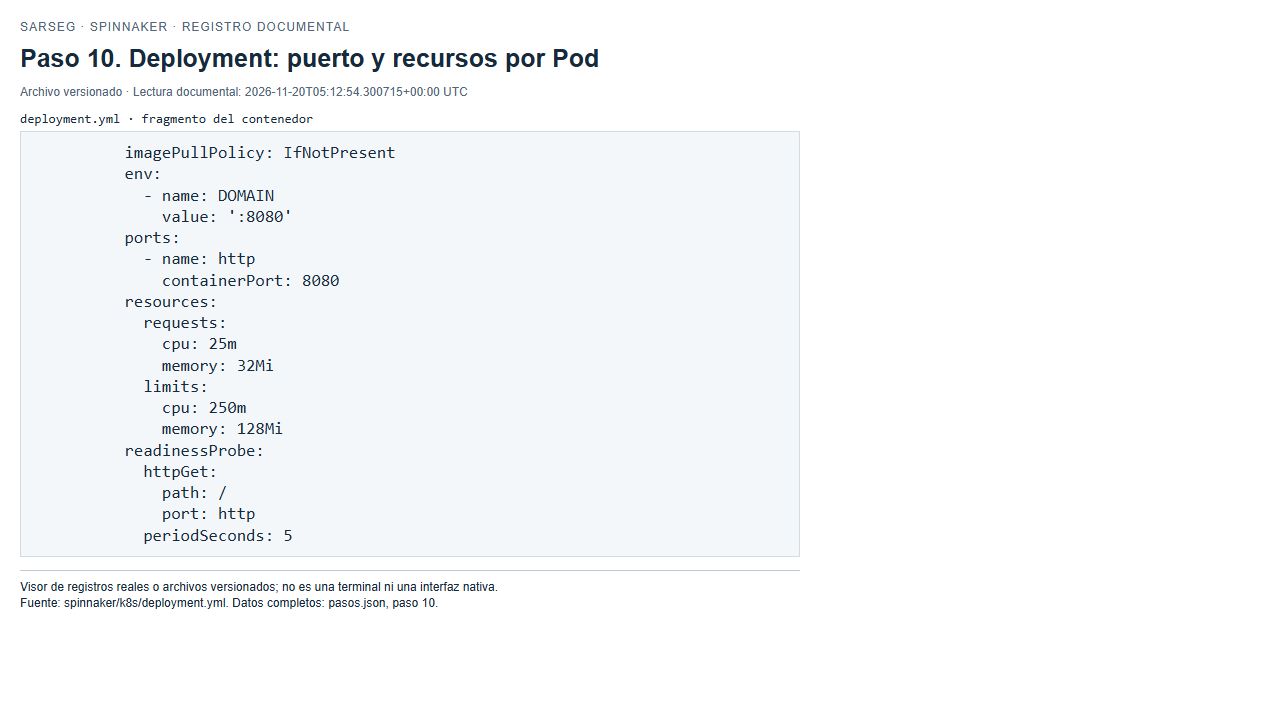 SARSEG · SPINNAKER · REGISTRO DOCUMENTAL
Paso 10. Deployment: puerto y recursos por Pod
Archivo versionado · Lectura documental: 2026-11-20T05:12:54.300715+00:00 UTC
deployment.yml · fragmento del contenedor
imagePullPolicy: IfNotPresent
env:
- name: DOMAIN
value: ':8080'
ports:
- name: http
containerPort: 8080
resources:
requests:
cpu: 25m
memory: 32Mi
limits:
cpu: 250m
memory: 128Mi
readinessProbe:
httpGet:
path: /
port: http
periodSeconds: 5
Visor de registros reales o archivos versionados; no es una terminal ni una interfaz nativa.
Fuente: spinnaker/k8s/deployment.yml. Datos completos: pasos.json, paso 10.